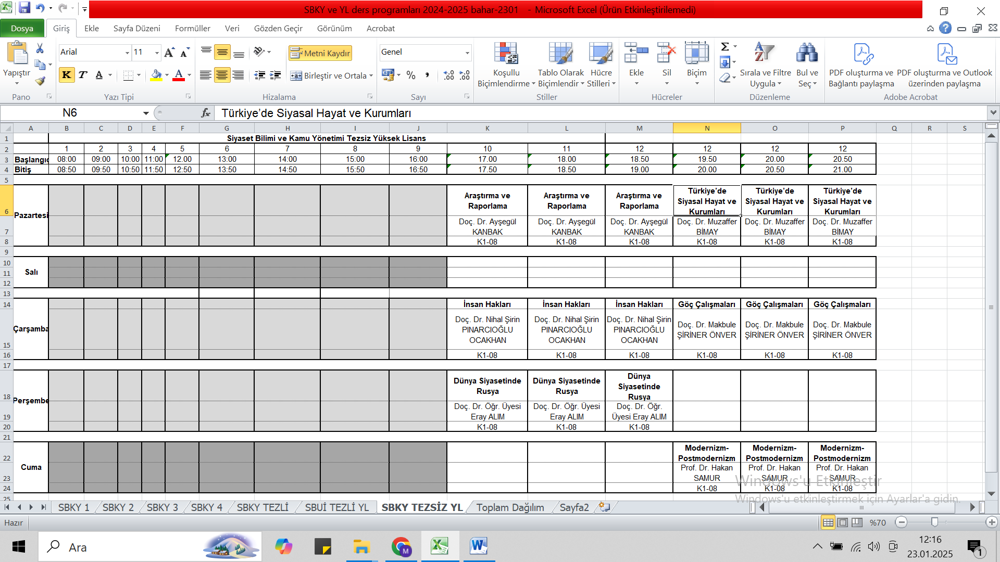 SBKY ve YL ders programları 2024-2025 bahar-2301 - Microsoft Excel (Ürün Etkinleştirilemedi)
Dosya Giriş Ekle Sayfa Düzeni Formüller Veri Gözden Geçir Görünüm Acrobat
Yapıştır
Pano
Arial 11
K T A
Yazı Tipi
Metni Kaydır
Birleştir ve Ortala
Hizalama
Genel
Sayı
Koşullu Biçimlendirme
Tablo Olarak Biçimlendir
Hücre Stilleri
Stiller
Ekle Sil Biçim
Hücreler
Sırala ve Filtre Uygula
Bul ve Seç
Düzenleme
PDF oluşturma ve Bağlantı paylaşma
PDF oluşturma ve Outlook üzerinden paylaşma
Adobe Acrobat
N6 fx Türkiye’de Siyasal Hayat ve Kurumları
A B C D E F G H I J K L M N O P Q R S
1 Siyaset Bilimi ve Kamu Yönetimi Tezsiz Yüksek Lisans
2 1 2 3 4 5 6 7 8 9 10 11 12 12 12 12
3 Başlangıç 08:00 09:00 10:00 11:00 12.00 13:00 14:00 15:00 16:00 17.00 18.00 18.50 19.50 20.00 20.50
4 Bitiş 08:50 09:50 10:50 11:50 12:50 13:50 14:50 15:50 16:50 17.50 18.50 19.00 20.00 20.50 21.00
5
6 Pazartesi Araştırma ve Raporlama Araştırma ve Raporlama Araştırma ve Raporlama Türkiye’de Siyasal Hayat ve Kurumları Türkiye’de Siyasal Hayat ve Kurumları Türkiye’de Siyasal Hayat ve Kurumları
7 Doç. Dr. Ayşegül KANBAK Doç. Dr. Ayşegül KANBAK Doç. Dr. Ayşegül KANBAK Doç. Dr. Muzaffer BİMAY Doç. Dr. Muzaffer BİMAY Doç. Dr. Muzaffer BİMAY
8 K1-08 K1-08 K1-08 K1-08 K1-08 K1-08
9
10
11 Salı
12
13
14 İnsan Hakları İnsan Hakları İnsan Hakları Göç Çalışmaları Göç Çalışmaları Göç Çalışmaları
15 Çarşamba Doç. Dr. Nihal Şirin PINARCIOĞLU OCAKHAN Doç. Dr. Nihal Şirin PINARCIOĞLU OCAKHAN Doç. Dr. Nihal Şirin PINARCIOĞLU OCAKHAN Doç. Dr. Makbule ŞİRİNER ÖNVER Doç. Dr. Makbule ŞİRİNER ÖNVER Doç. Dr. Makbule ŞİRİNER ÖNVER
16 K1-08 K1-08 K1-08 K1-08 K1-08 K1-08
17
18 Perşembe Dünya Siyasetinde Rusya Dünya Siyasetinde Rusya Dünya Siyasetinde Rusya
19 Doç. Dr. Öğr. Üyesi Eray ALIM Doç. Dr. Öğr. Üyesi Eray ALIM Doç. Dr. Öğr. Üyesi Eray ALIM
20 K1-08 K1-08 K1-08
21
22 Modernizm-Postmodernizm Modernizm-Postmodernizm Modernizm-Postmodernizm
23 Cuma Prof. Dr. Hakan SAMUR Prof. Dr. Hakan SAMUR Prof. Dr. Hakan SAMUR
24 K1-08 K1-08 K1-08
25
Windows'u Etkinleştir
Windows'u etkinleştirmek için Ayarlar'a gidin.
SBKY 1 SBKY 2 SBKY 3 SBKY 4 SBKY TEZLİ SBUİ TEZLİ YL SBKY TEZSİZ YL Toplam Dağılım Sayfa2
Hazır %70
Ara
12:16
23.01.2025
1